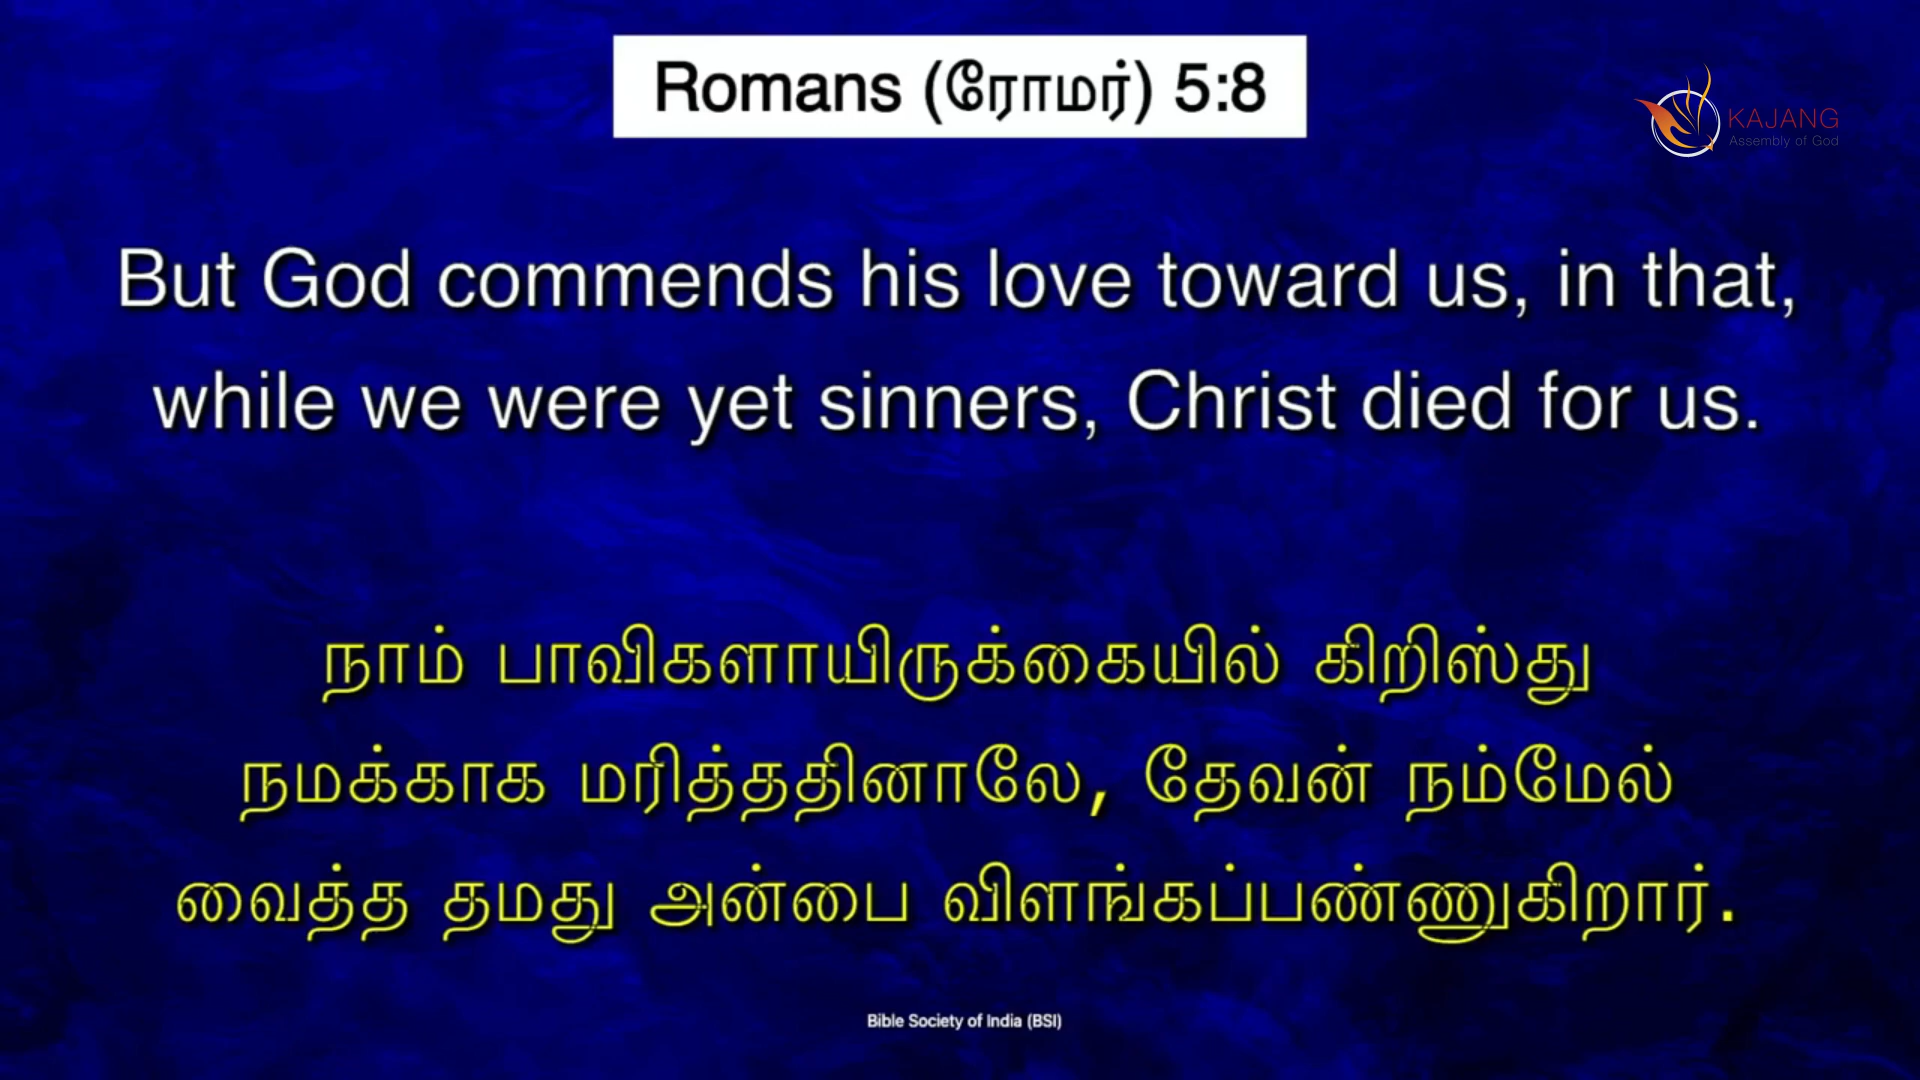 Romans (ரோமர்) 5:8
KAJANG
Assembly of God
But God commends his love toward us, in that,
while we were yet sinners, Christ died for us.
நாம் பாவிகளாயிருக்கையில் கிறிஸ்து
நமக்காக மரித்ததினாலே, தேவன் நம்மேல்
வைத்த தமது அன்பை விளங்கப்பண்ணுகிறார்.
Bible Society of India (BSI)